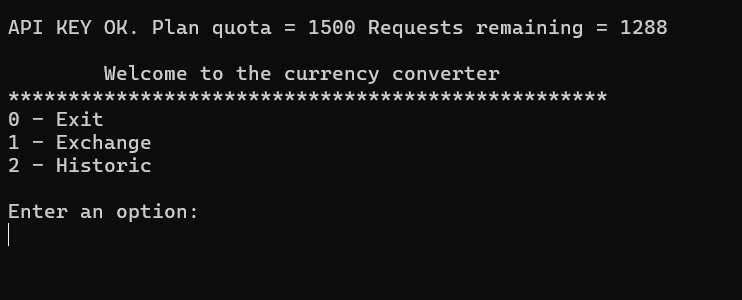 API KEY OK. Plan quota = 1500 Requests remaining = 1288
Welcome to the currency converter
**************************************************
0 - Exit
1 - Exchange
2 - Historic
Enter an option: